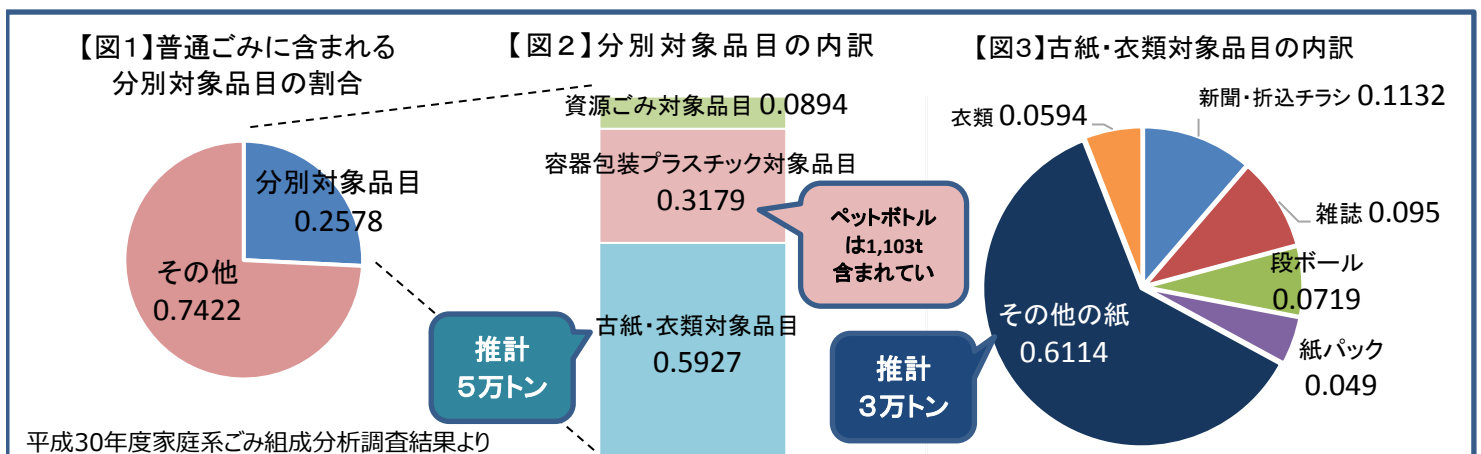 【図1】普通ごみに含まれる
分別対象品目の割合
分別対象品目
0.2578
その他
0.7422
平成30年度家庭系ごみ組成分析調査結果より
【図２】分別対象品目の内訳
資源ごみ対象品目 0.0894
容器包装プラスチック対象品目
0.3179
ペットボトル
は1,103t
含まれてい
古紙・衣類対象品目
0.5927
推計
５万トン
【図3】古紙・衣類対象品目の内訳
新聞・折込チラシ 0.1132
衣類 0.0594
雑誌 0.095
段ボール
0.0719
紙パック
0.049
その他の紙
0.6114
推計
３万トン